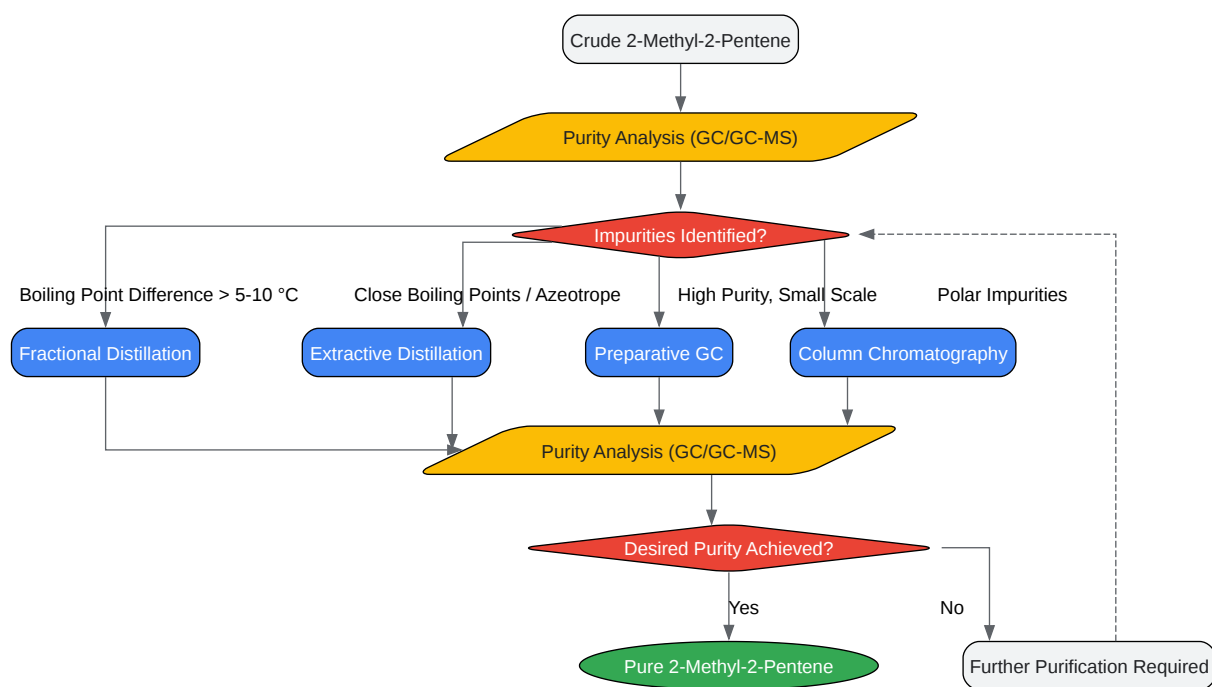 Crude 2-Methyl-2-Pentene
Purity Analysis (GC/GC-MS)
Impurities Identified?
Boiling Point Difference > 5-10 °C
Close Boiling Points / Azeotrope
High Purity, Small Scale
Polar Impurities
Fractional Distillation
Extractive Distillation
Preparative GC
Column Chromatography
Purity Analysis (GC/GC-MS)
Desired Purity Achieved?
Yes
No
Pure 2-Methyl-2-Pentene
Further Purification Required